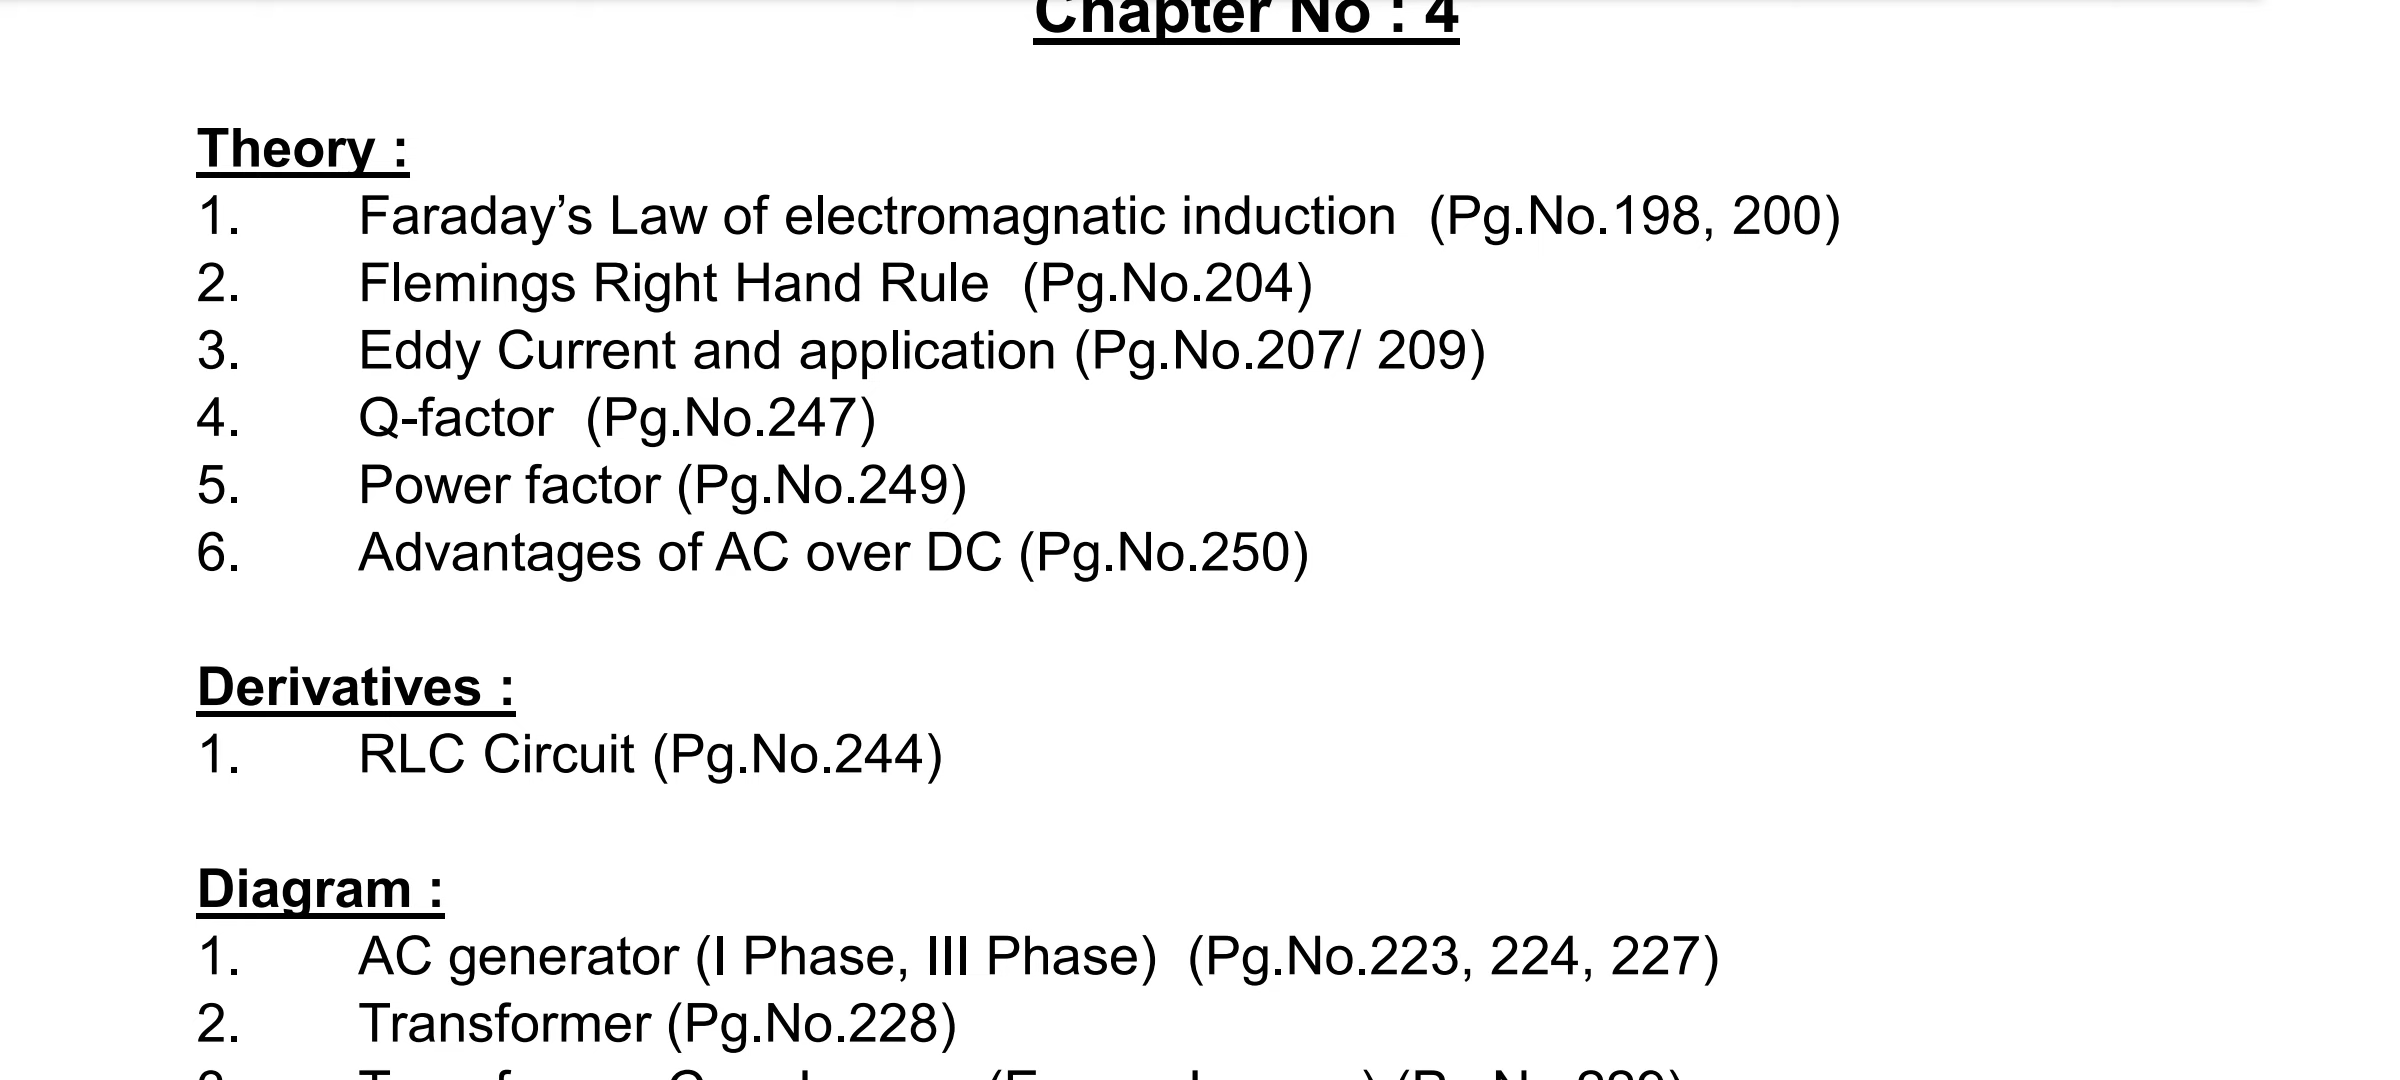 Chapter No : 4
Theory :
1. Faraday’s Law of electromagnatic induction (Pg.No.198, 200)
2. Flemings Right Hand Rule (Pg.No.204)
3. Eddy Current and application (Pg.No.207/ 209)
4. Q-factor (Pg.No.247)
5. Power factor (Pg.No.249)
6. Advantages of AC over DC (Pg.No.250)
Derivatives :
1. RLC Circuit (Pg.No.244)
Diagram :
1. AC generator (I Phase, III Phase) (Pg.No.223, 224, 227)
2. Transformer (Pg.No.228)